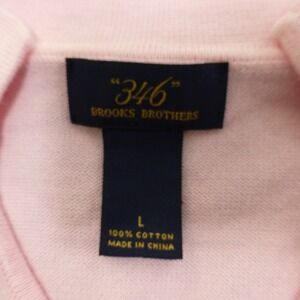 "346"
BROOKS BROTHERS
L
100% COTTON
MADE IN CHINA